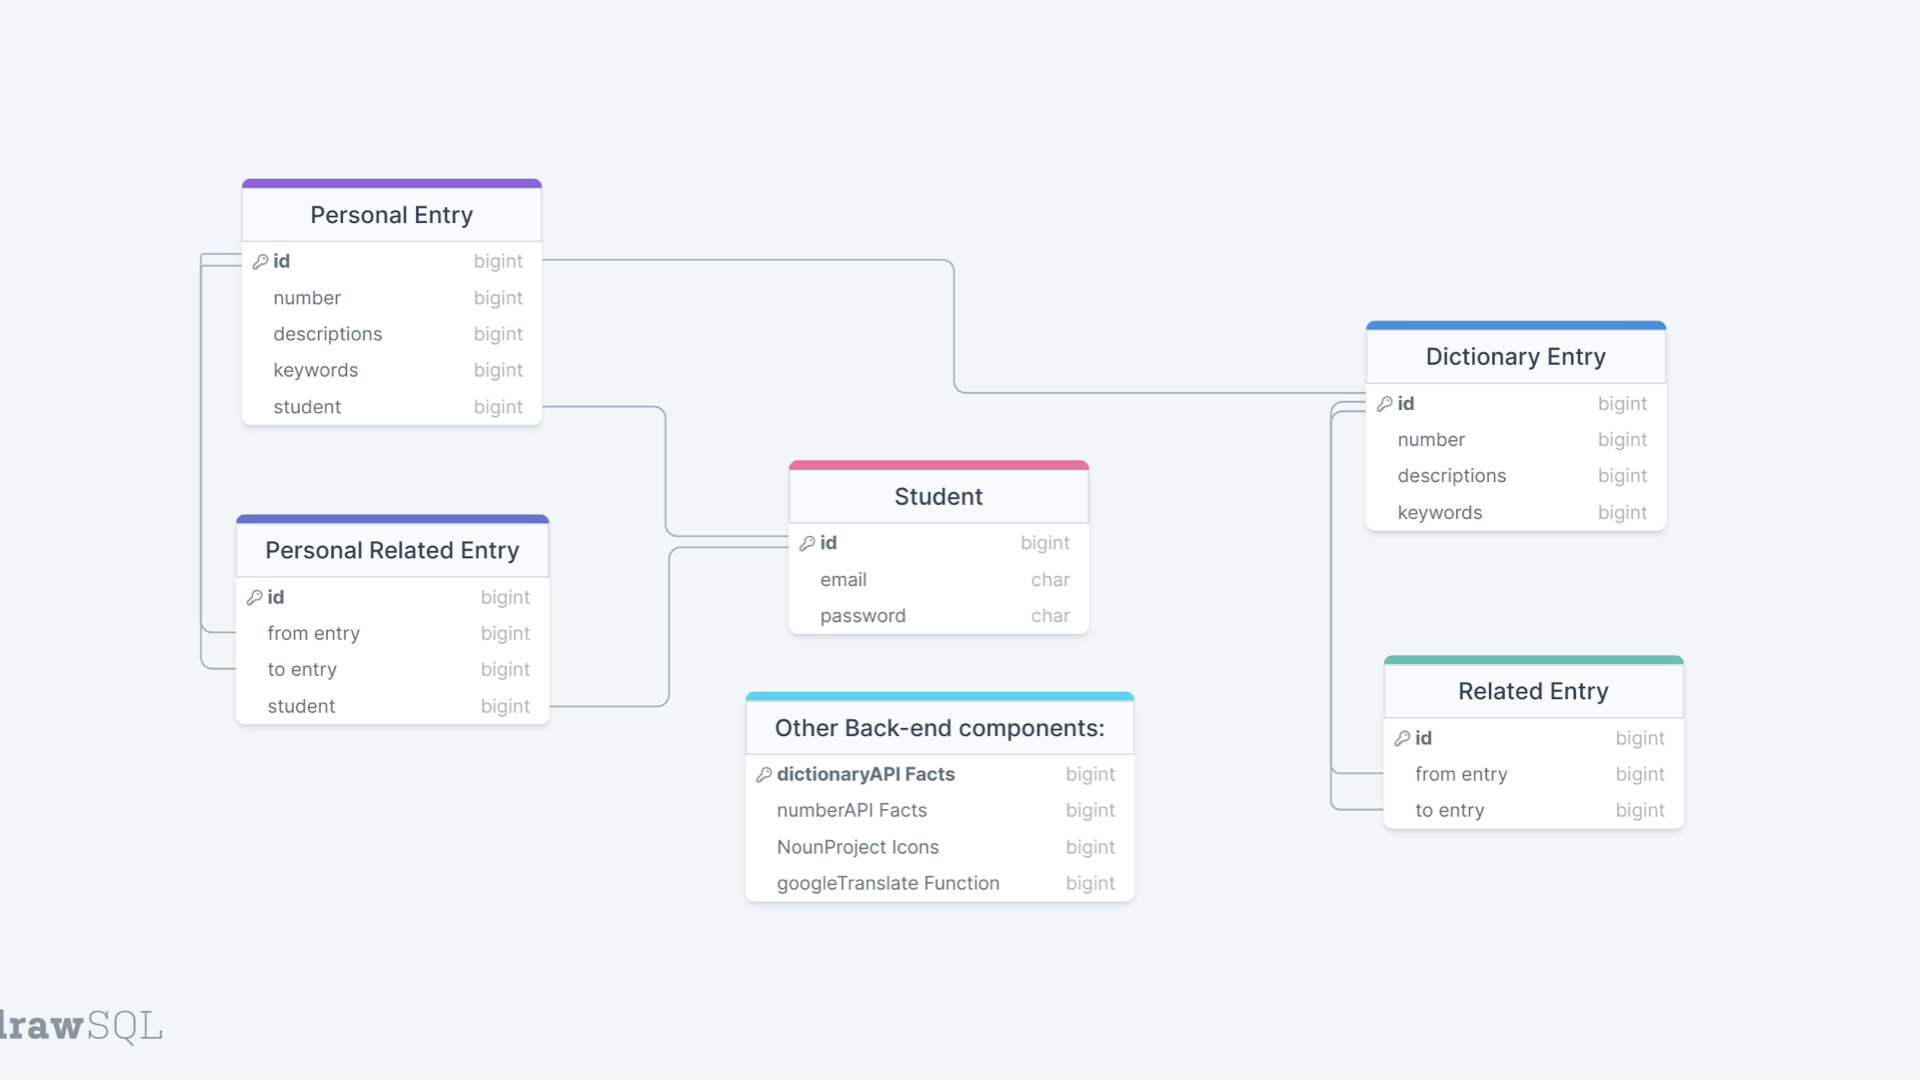 Personal Entry
id bigint
number bigint
descriptions bigint
keywords bigint
student bigint
Personal Related Entry
id bigint
from entry bigint
to entry bigint
student bigint
Student
id bigint
email char
password char
Other Back-end components:
dictionaryAPI Facts bigint
numberAPI Facts bigint
NounProject Icons bigint
googleTranslate Function bigint
Dictionary Entry
id bigint
number bigint
descriptions bigint
keywords bigint
Related Entry
id bigint
from entry bigint
to entry bigint
drawSQL